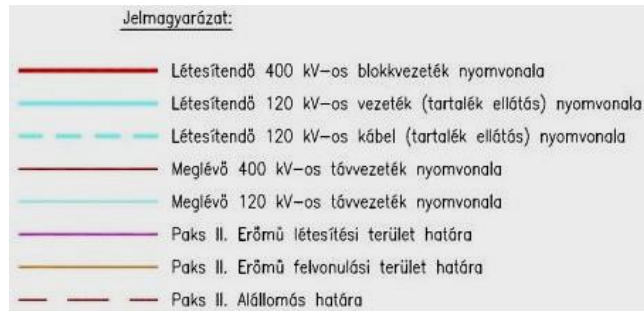 Jelmagyarázat:
Létesítendő 400 kV-os blokkvezeték nyomvonala
Létesítendő 120 kV-os vezeték (tartalék ellátás) nyomvonala
Létesítendő 120 kV-os kábel (tartalék ellátás) nyomvonala
Meglévő 400 kV-os távvezeték nyomvonala
Meglévő 120 kV-os távvezeték nyomvonala
Paks II. Erőmű létesítési terület határa
Paks II. Erőmű felvonulási terület határa
Paks II. Alállomás határa